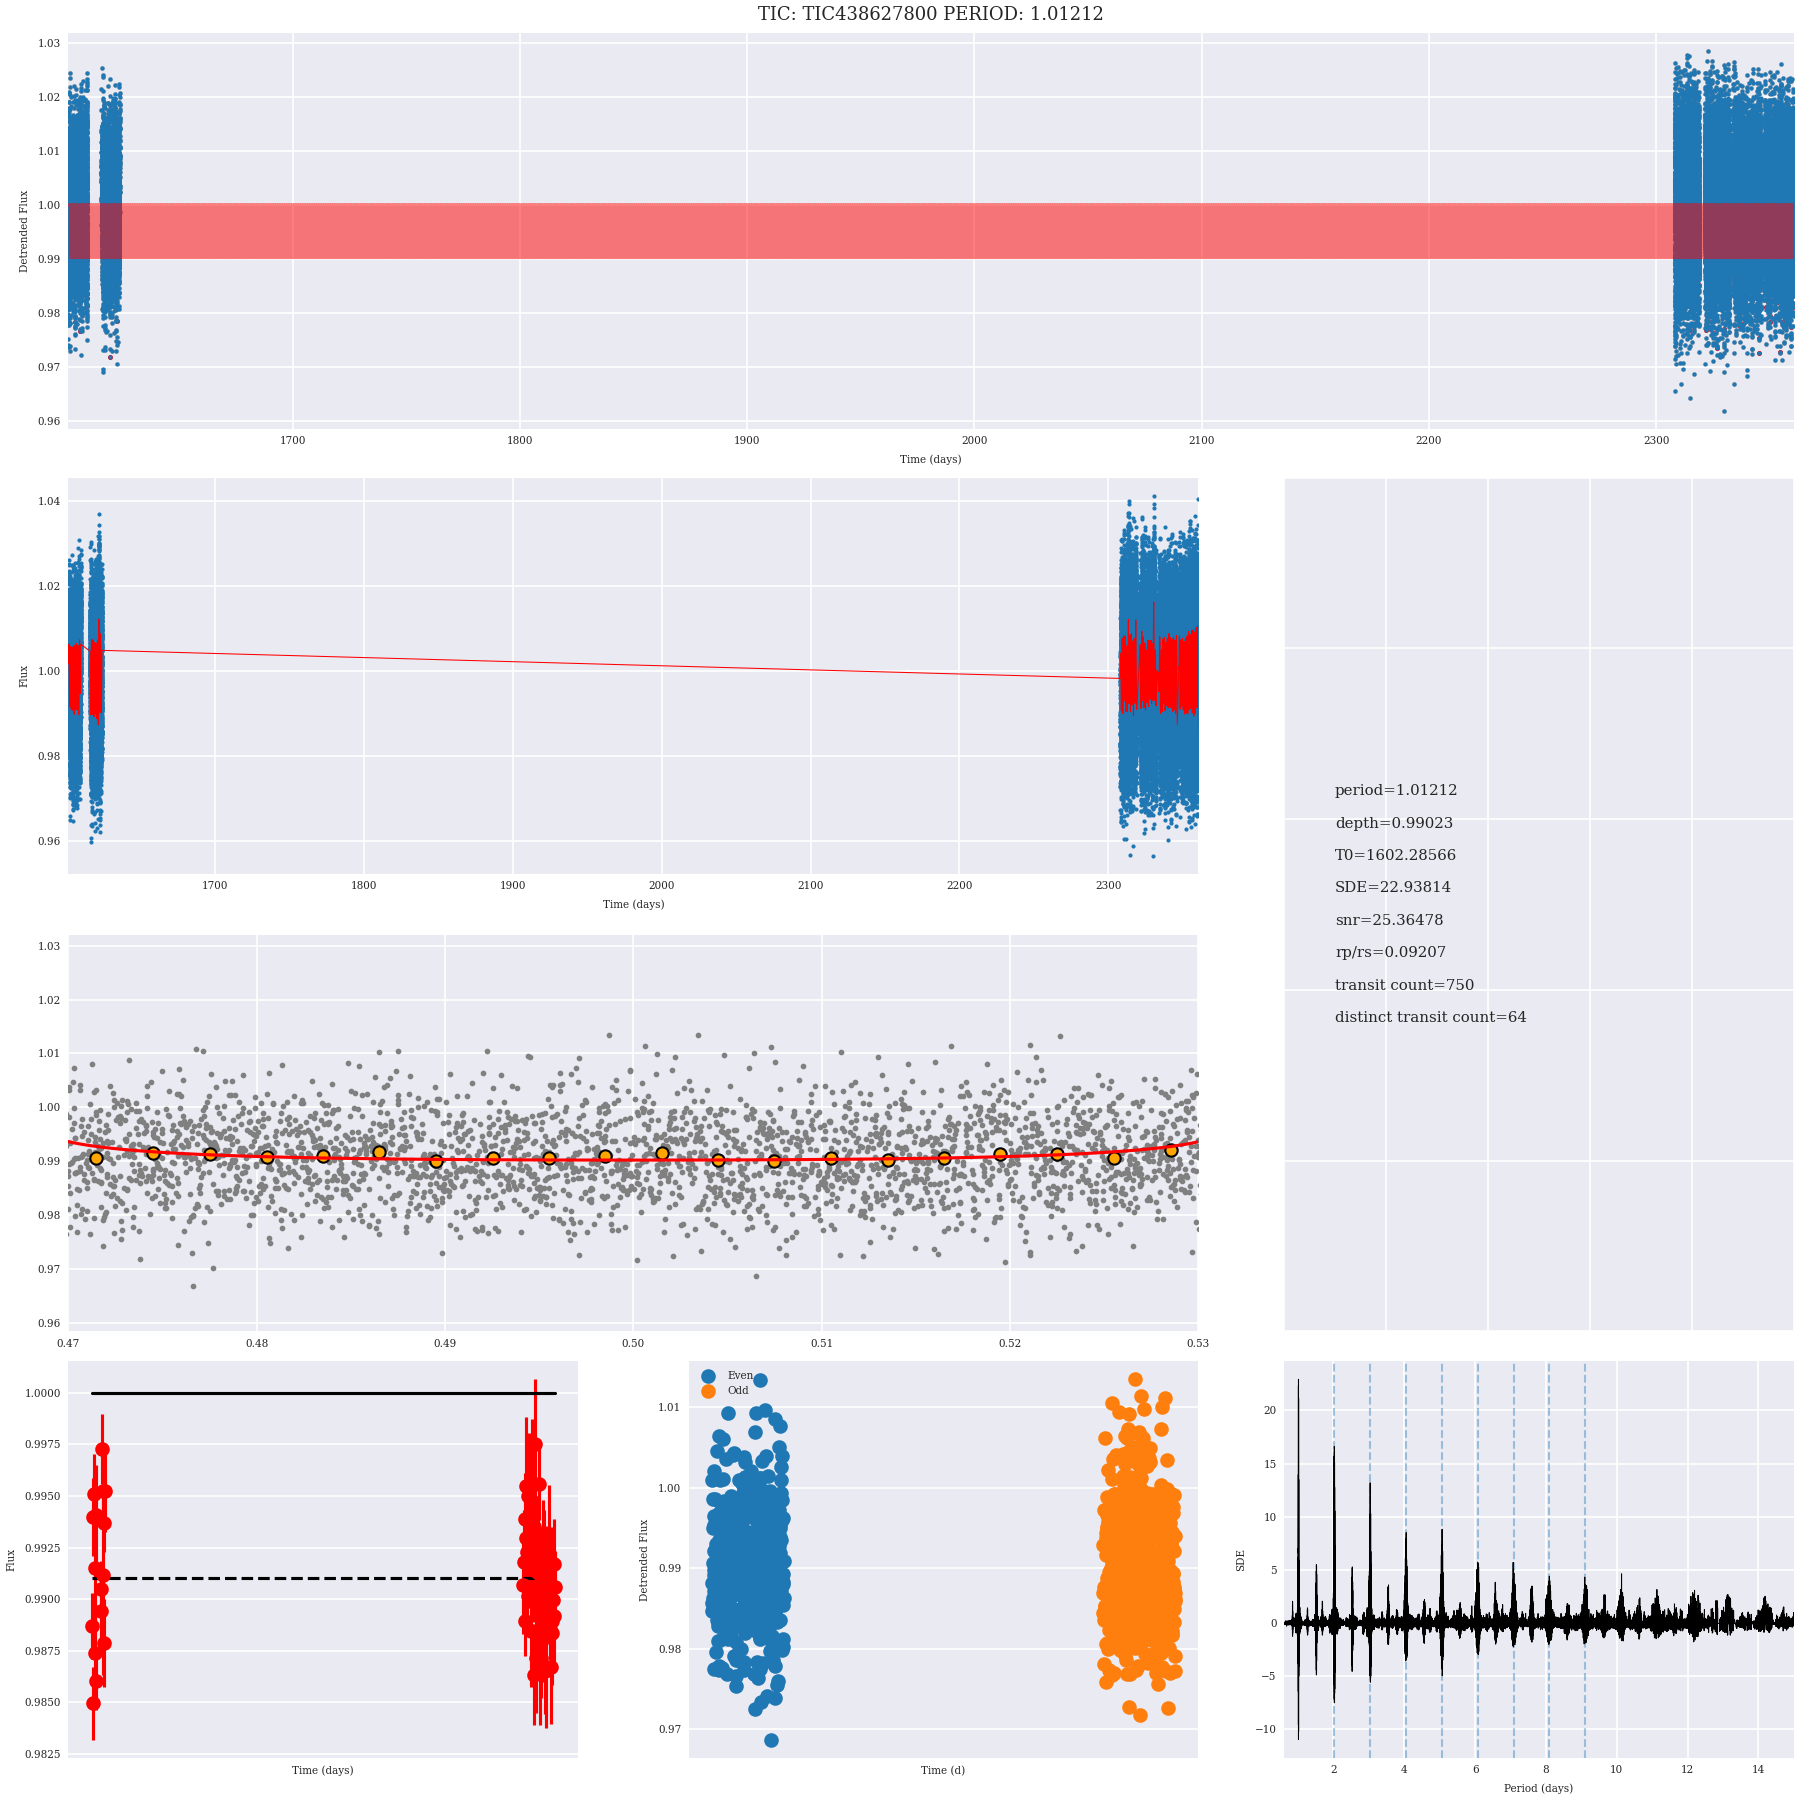 TIC: TIC438627800 PERIOD: 1.01212
1.03
1.02
1.01
1.00
0.99
0.98
0.97
0.96
Detrended Flux
1700 1800 1900 2000 2100 2200 2300
Time (days)
1.04
1.02
1.00
0.98
0.96
Flux
1700 1800 1900 2000 2100 2200 2300
Time (days)
period=1.01212
depth=0.99023
T0=1602.28566
SDE=22.93814
snr=25.36478
rp/rs=0.09207
transit count=750
distinct transit count=64
1.03
1.02
1.01
1.00
0.99
0.98
0.97
0.96
0.47 0.48 0.49 0.50 0.51 0.52 0.53
1.0000
0.9975
0.9950
0.9925
0.9900
0.9875
0.9850
0.9825
Flux
Time (days)
Even
Odd
1.01
1.00
0.99
0.98
0.97
Detrended Flux
Time (d)
20
15
10
5
0
−5
−10
SDE
2 4 6 8 10 12 14
Period (days)